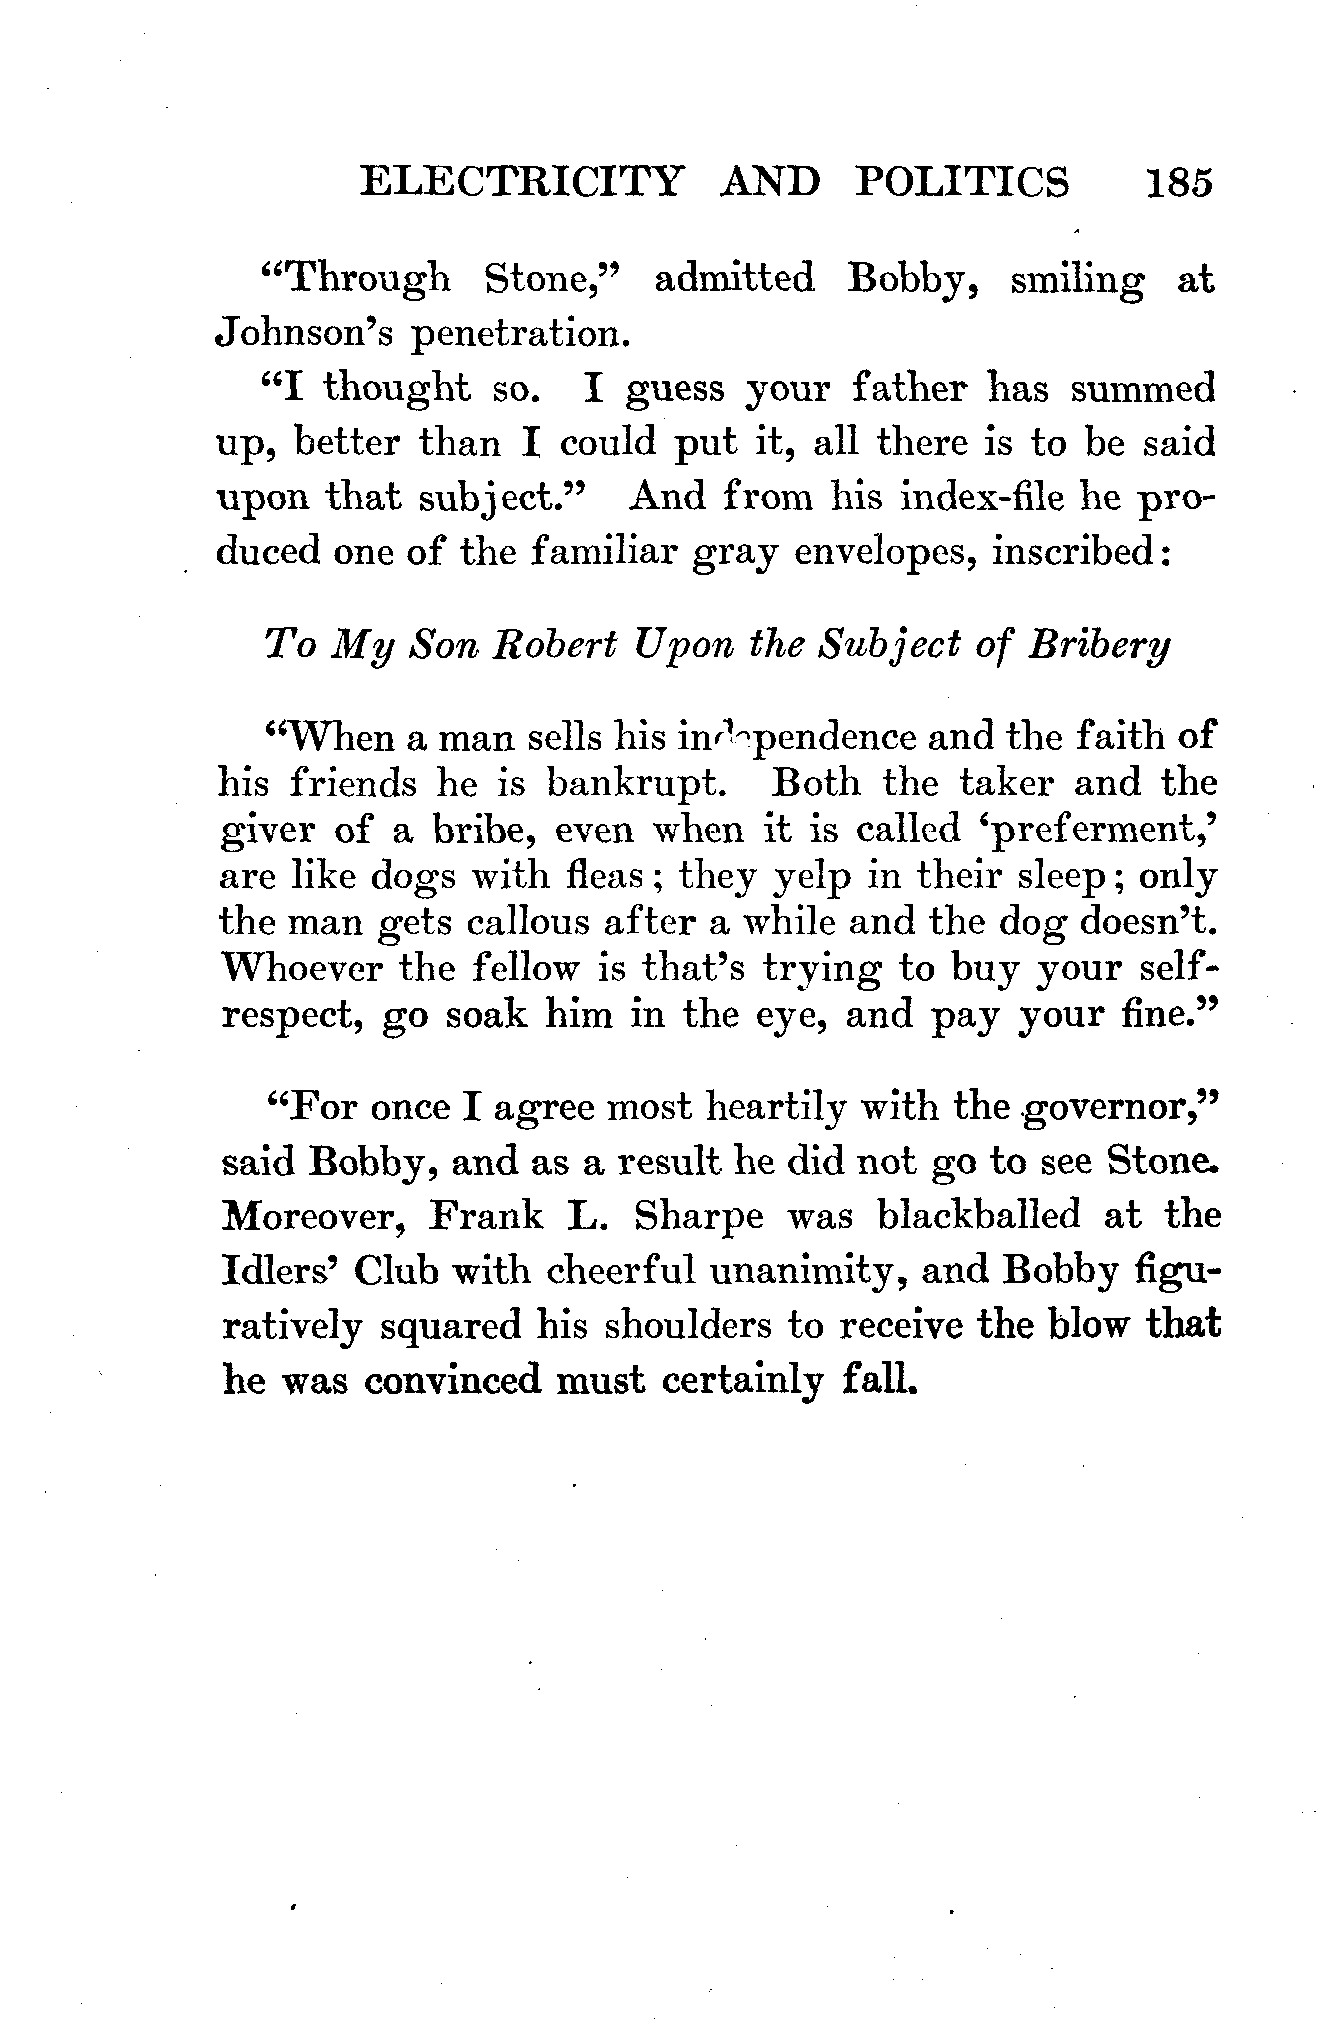 ELECTRICITY AND POLITICS 185
“Through Stone,” admitted Bobby, smiling at
Johnson’s penetration.
“I thought so. I guess your father has summed
up, better than I could put it, all there is to be said
upon that subject.” And from his index-file he pro-
duced one of the familiar gray envelopes, inscribed:
To My Son Robert Upon the Subject of Bribery
“When a man sells his independence and the faith of
his friends he is bankrupt. Both the taker and the
giver of a bribe, even when it is called ‘preferment,’
are like dogs with fleas; they yelp in their sleep; only
the man gets callous after a while and the dog doesn’t.
Whoever the fellow is that’s trying to buy your self-
respect, go soak him in the eye, and pay your fine.”
“For once I agree most heartily with the governor,”
said Bobby, and as a result he did not go to see Stone.
Moreover, Frank L. Sharpe was blackballed at the
Idlers’ Club with cheerful unanimity, and Bobby figu-
ratively squared his shoulders to receive the blow that
he was convinced must certainly fall.